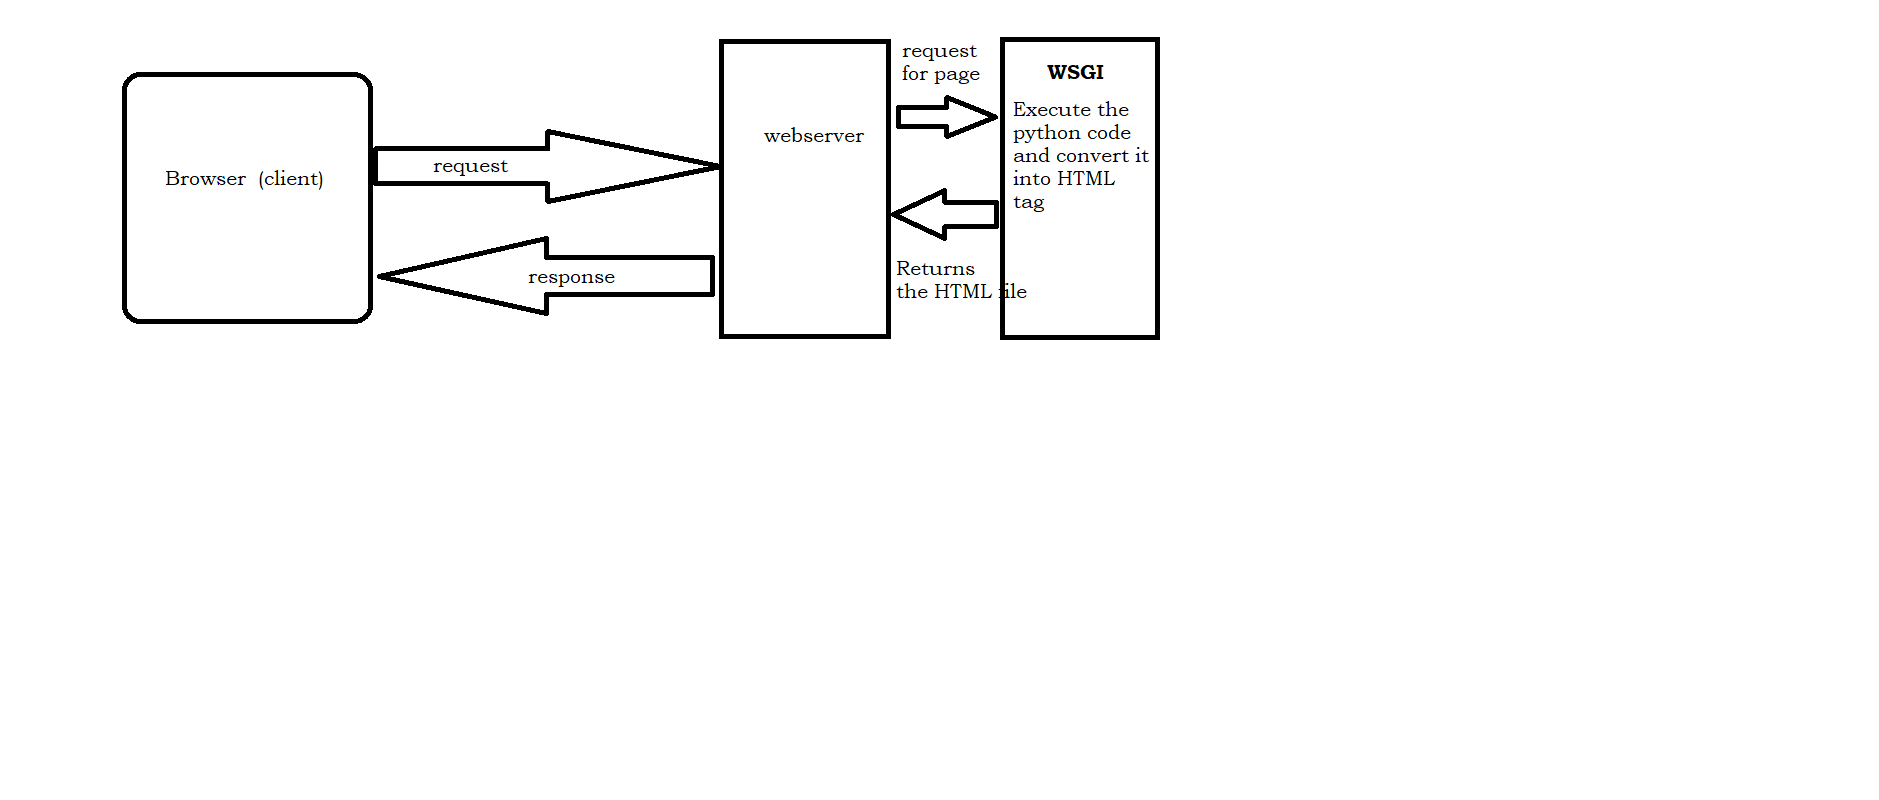 Browser (client)
request
response
webserver
request
for page
Returns
the HTML file
WSGI
Execute the
python code
and convert it
into HTML
tag